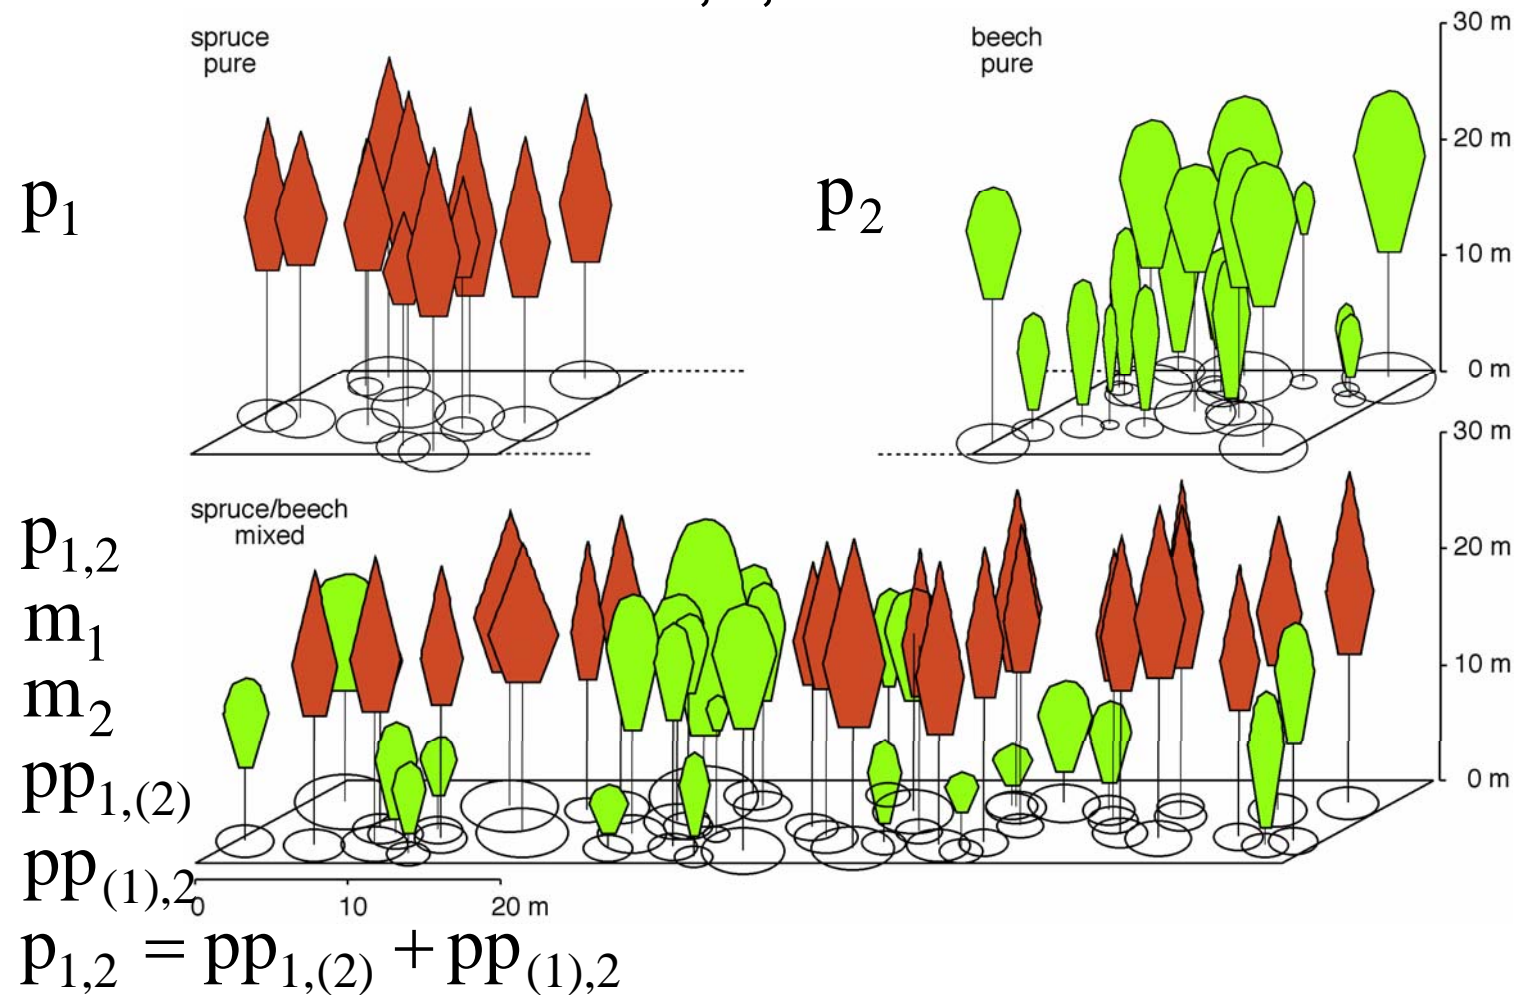 spruce
pure
beech
pure
30 m
20 m
10 m
0 m
p₁
p₂
spruce/beech
mixed
30 m
20 m
10 m
0 m
p₁,₂
m₁
m₂
pp₁,₍₂₎
pp₍₁₎,₂
0 10 20 m
p₁,₂ = pp₁,₍₂₎ + pp₍₁₎,₂